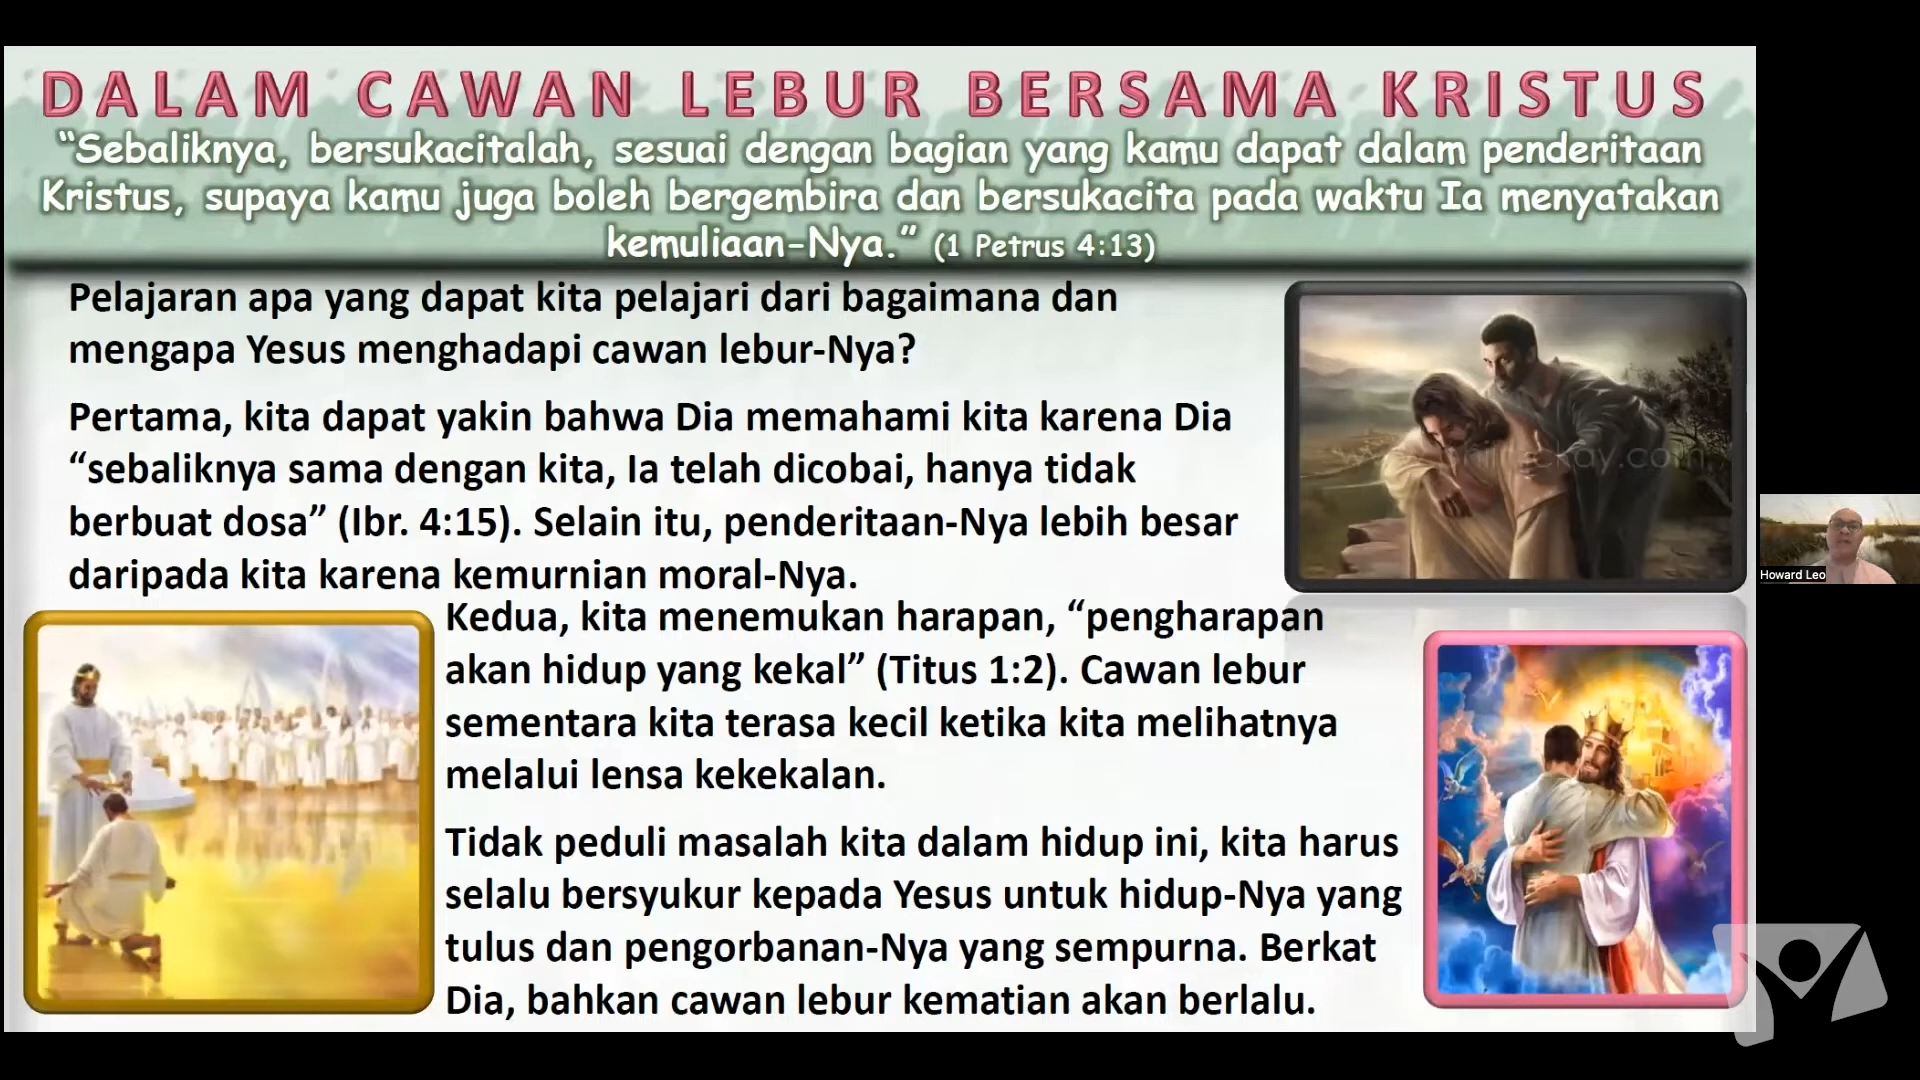 DALAM CAWAN LEBUR BERSAMA KRISTUS
“Sebaliknya, bersukacitalah, sesuai dengan bagian yang kamu dapat dalam penderitaan
Kristus, supaya kamu juga boleh bergembira dan bersukacita pada waktu Ia menyatakan
kemuliaan-Nya.” (1 Petrus 4:13)
Pelajaran apa yang dapat kita pelajari dari bagaimana dan
mengapa Yesus menghadapi cawan lebur-Nya?
Pertama, kita dapat yakin bahwa Dia memahami kita karena Dia
“sebaliknya sama dengan kita, Ia telah dicobai, hanya tidak
berbuat dosa” (Ibr. 4:15). Selain itu, penderitaan-Nya lebih besar
daripada kita karena kemurnian moral-Nya.
Kedua, kita menemukan harapan, “pengharapan
akan hidup yang kekal” (Titus 1:2). Cawan lebur
sementara kita terasa kecil ketika kita melihatnya
melalui lensa kekekalan.
Tidak peduli masalah kita dalam hidup ini, kita harus
selalu bersyukur kepada Yesus untuk hidup-Nya yang
tulus dan pengorbanan-Nya yang sempurna. Berkat
Dia, bahkan cawan lebur kematian akan berlalu.
Howard Leo